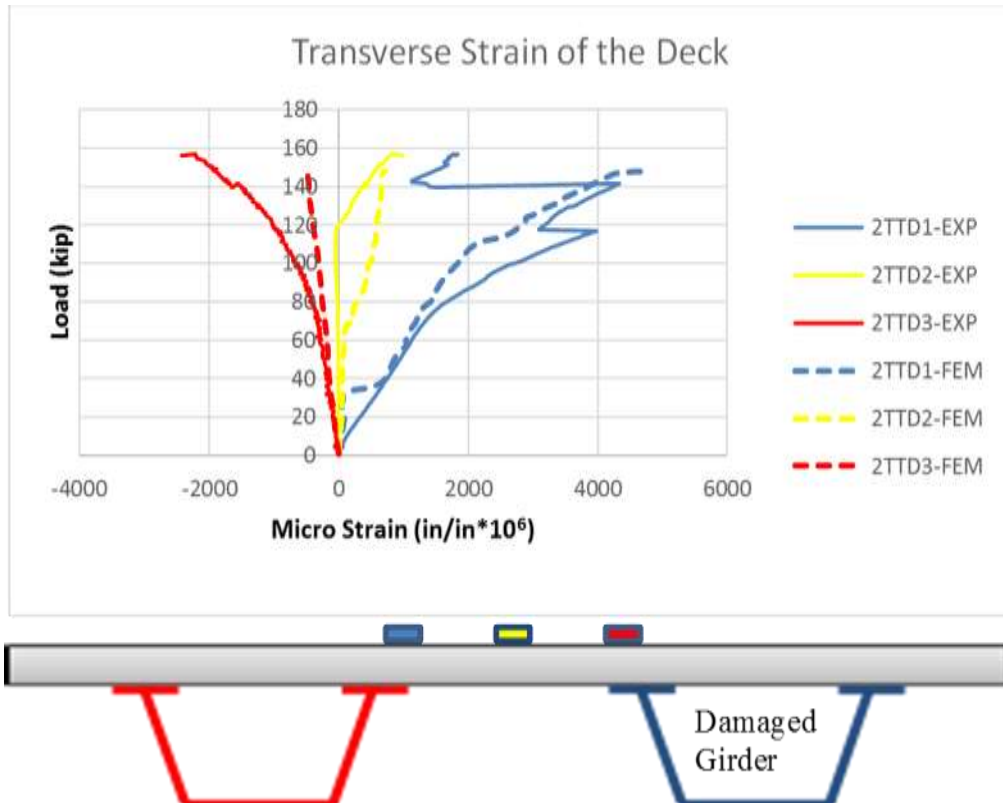 Transverse Strain of the Deck
180
160
140
120
100
80
60
40
20
0
Load (kip)
-4000 -2000 0 2000 4000 6000
Micro Strain (in/in*10⁶)
2TTD1-EXP
2TTD2-EXP
2TTD3-EXP
2TTD1-FEM
2TTD2-FEM
2TTD3-FEM
Damaged
Girder